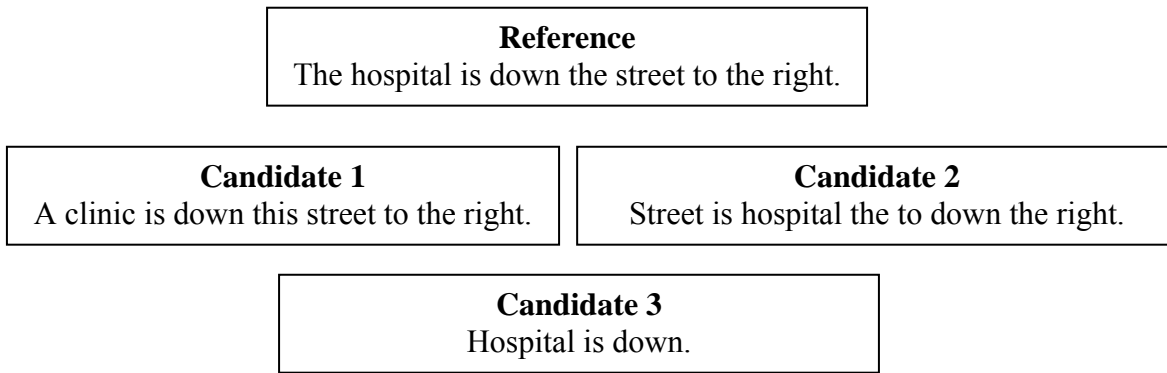 Reference
The hospital is down the street to the right.
Candidate 1
A clinic is down this street to the right.
Candidate 2
Street is hospital the to down the right.
Candidate 3
Hospital is down.